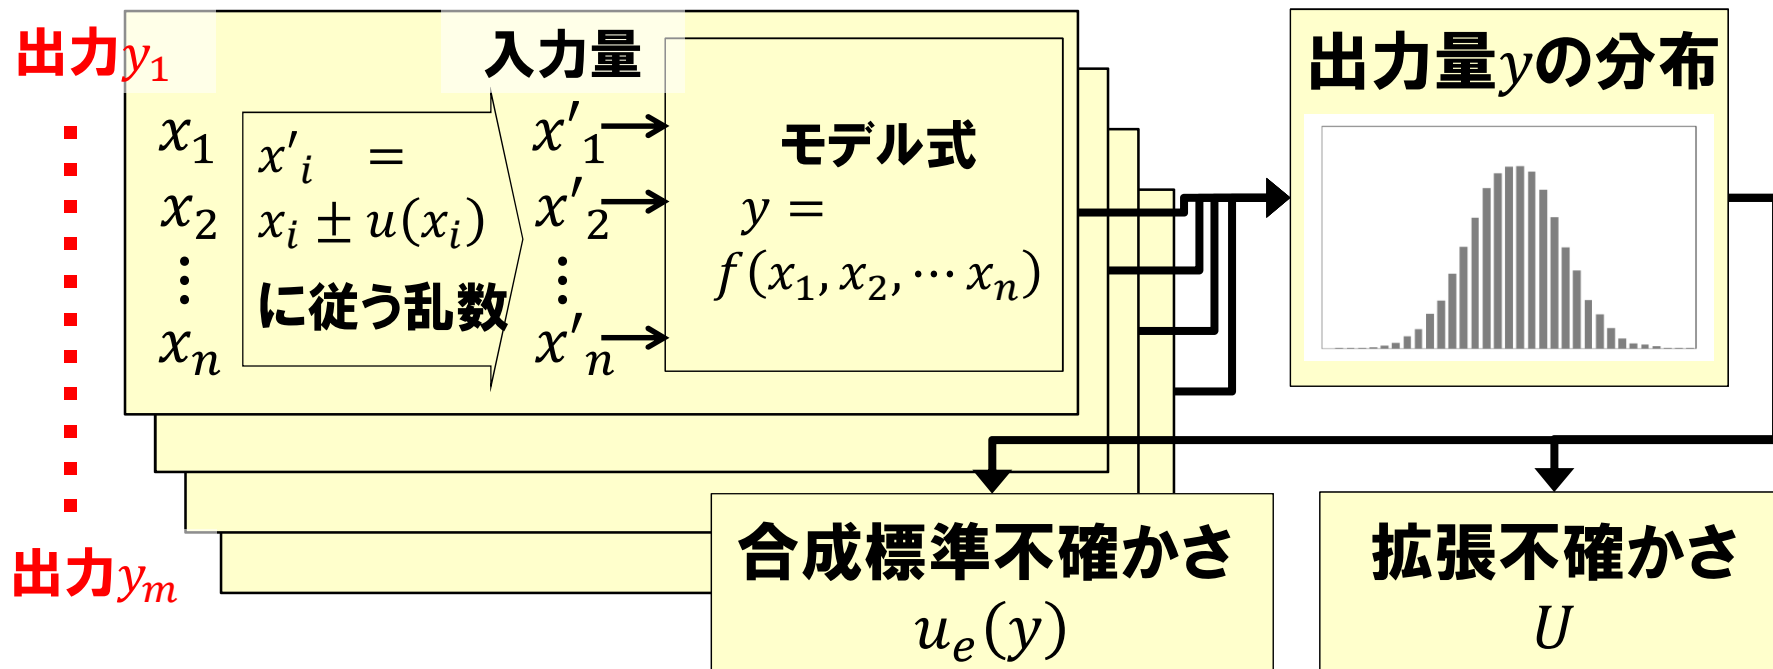 出力y₁
入力量
x₁
x₂
⋮
xₙ
x'ᵢ =
xᵢ ± u(xᵢ)
に従う乱数
x'₁
x'₂
⋮
x'ₙ
モデル式
y =
f(x₁, x₂, ⋯ xₙ)
出力量yの分布
出力yₘ
合成標準不確かさ
uₑ(y)
拡張不確かさ
U